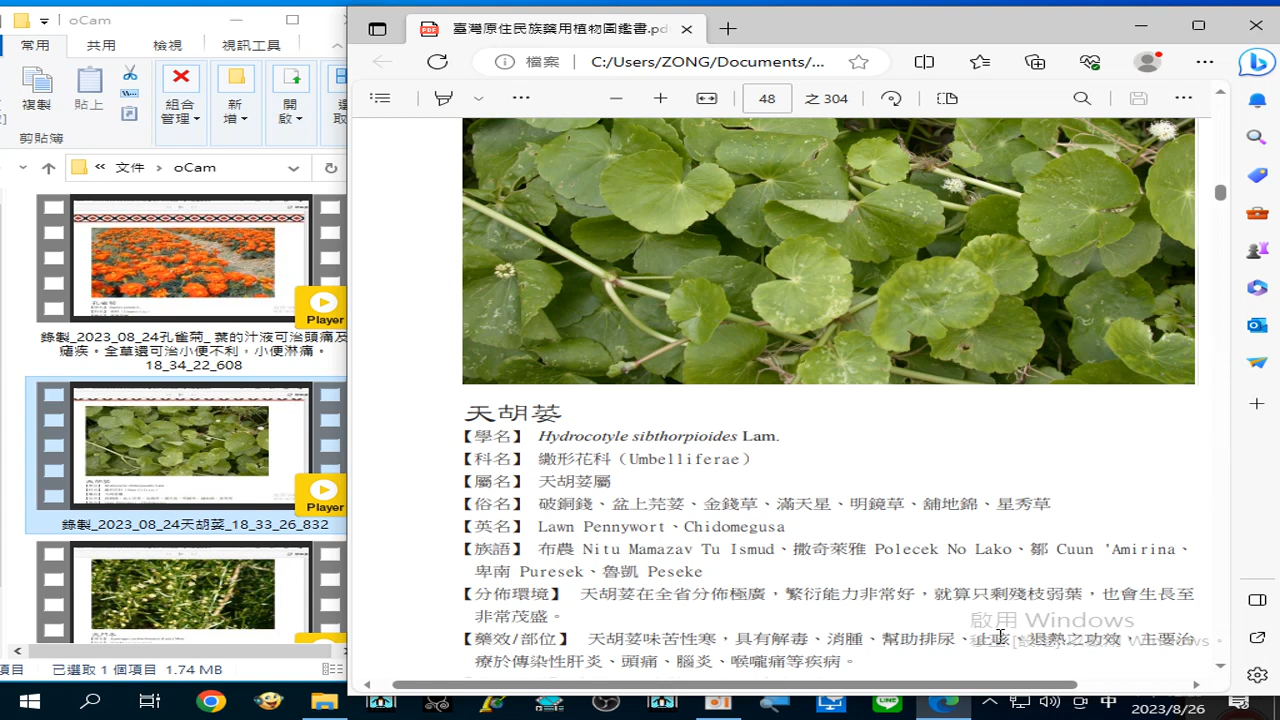 oCam
常用 共用 檢視 視訊工具
複製
貼上
組合
管理
新
增
開
啟
剪貼簿
« 文件 › oCam
Player
錄製_2023_08_24孔雀菊_ 葉的汁液可治頭痛及
瘧疾。全草還可治小便不利，小便淋痛。
18_34_22_608
Player
錄製_2023_08_24天胡荽_18_33_26_832
項目 已選取 1 個項目 1.74 MB
臺灣原住民族藥用植物圖鑑書.pd
檔案 C:/Users/ZONG/Documents/...
48 之 304
天胡荽
【學名】 Hydrocotyle sibthorpioides Lam.
【科名】 繖形花科（Umbelliferae）
【屬名】 天胡荽屬
【俗名】 破銅錢、盆上芫荽、金錢草、滿天星、明鏡草、舖地錦、星秀草
【英名】 Lawn Pennywort、Chidomegusa
【族語】 布農 Nitu Mamazav Tu Ismud、撒奇萊雅 Polecek No Lako、鄒 Cuun 'Amirina、
卑南 Puresek、魯凱 Peseke
【分佈環境】 天胡荽在全省分佈極廣，繁衍能力非常好，就算只剩殘枝弱葉，也會生長至
非常茂盛。
【藥效/部位】 天胡荽味苦性寒，具有解毒、消腫、幫助排尿、止血、退熱之功效，主要治
療於傳染性肝炎、頭痛、腦炎、喉嚨痛等疾病。
啟用 Windows
LINE
中
2023/8/26